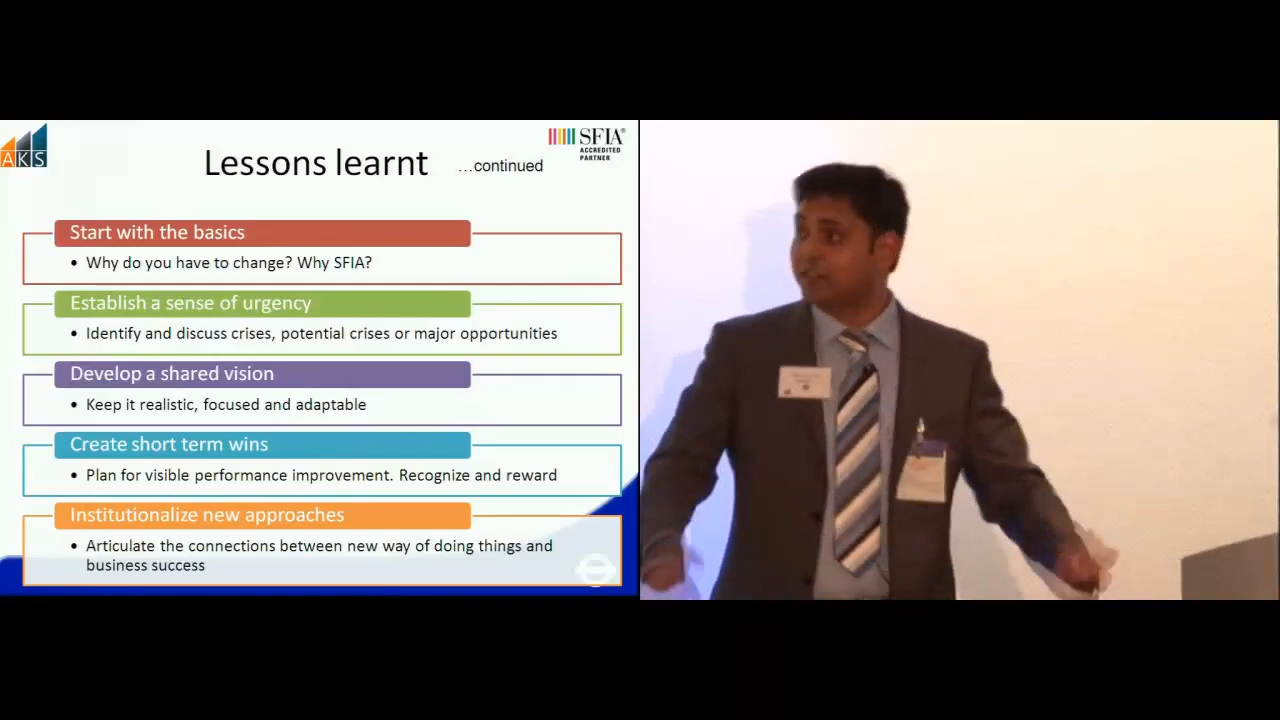 AKS
SFIA®
ACCREDITED
PARTNER
Lessons learnt ...continued
Start with the basics
• Why do you have to change? Why SFIA?
Establish a sense of urgency
• Identify and discuss crises, potential crises or major opportunities
Develop a shared vision
• Keep it realistic, focused and adaptable
Create short term wins
• Plan for visible performance improvement. Recognize and reward
Institutionalize new approaches
• Articulate the connections between new way of doing things and
business success